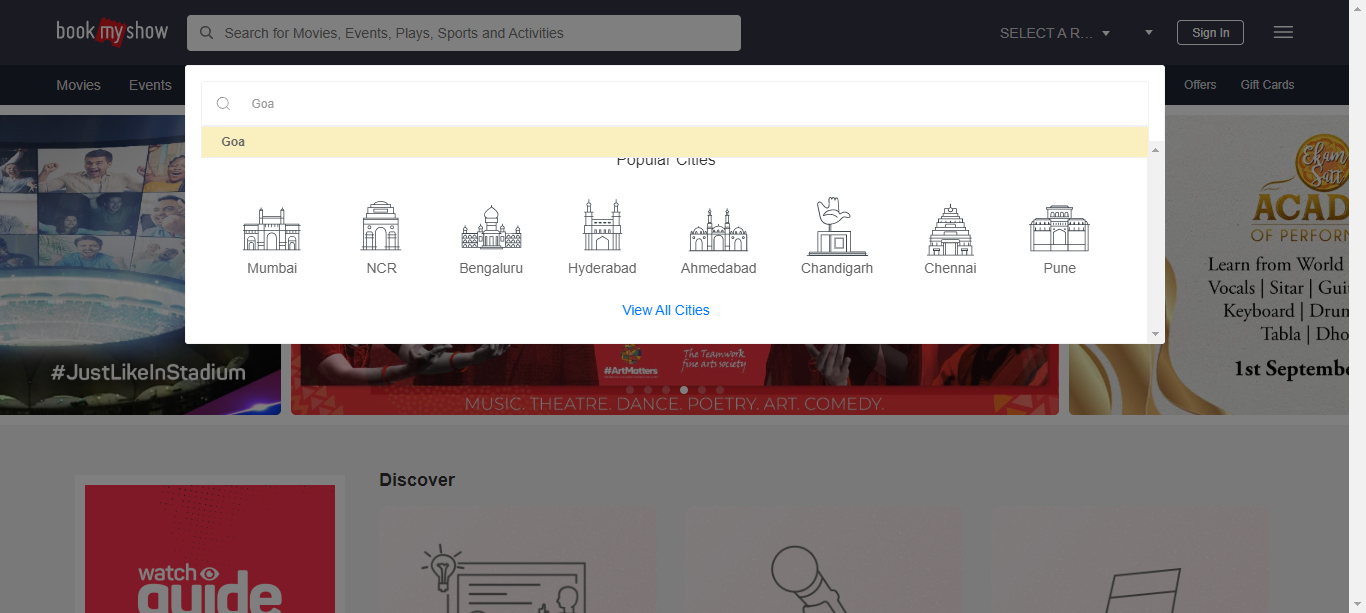 book my show
Search for Movies, Events, Plays, Sports and Activities
SELECT A R...
Sign In
Movies
Events
Offers
Gift Cards
Goa
Goa
Popular Cities
Mumbai
NCR
Bengaluru
Hyderabad
Ahmedabad
Chandigarh
Chennai
Pune
View All Cities
#JustLikeInStadium
#ArtMatters
The Teamwork
fine arts society
MUSIC. THEATRE. DANCE. POETRY. ART. COMEDY.
Ekam
Satt
ACAD
OF PERFOR
Learn from World
Vocals | Sitar | Gui
Keyboard | Drum
Tabla | Dho
1st Septembe
Discover
watch
guide